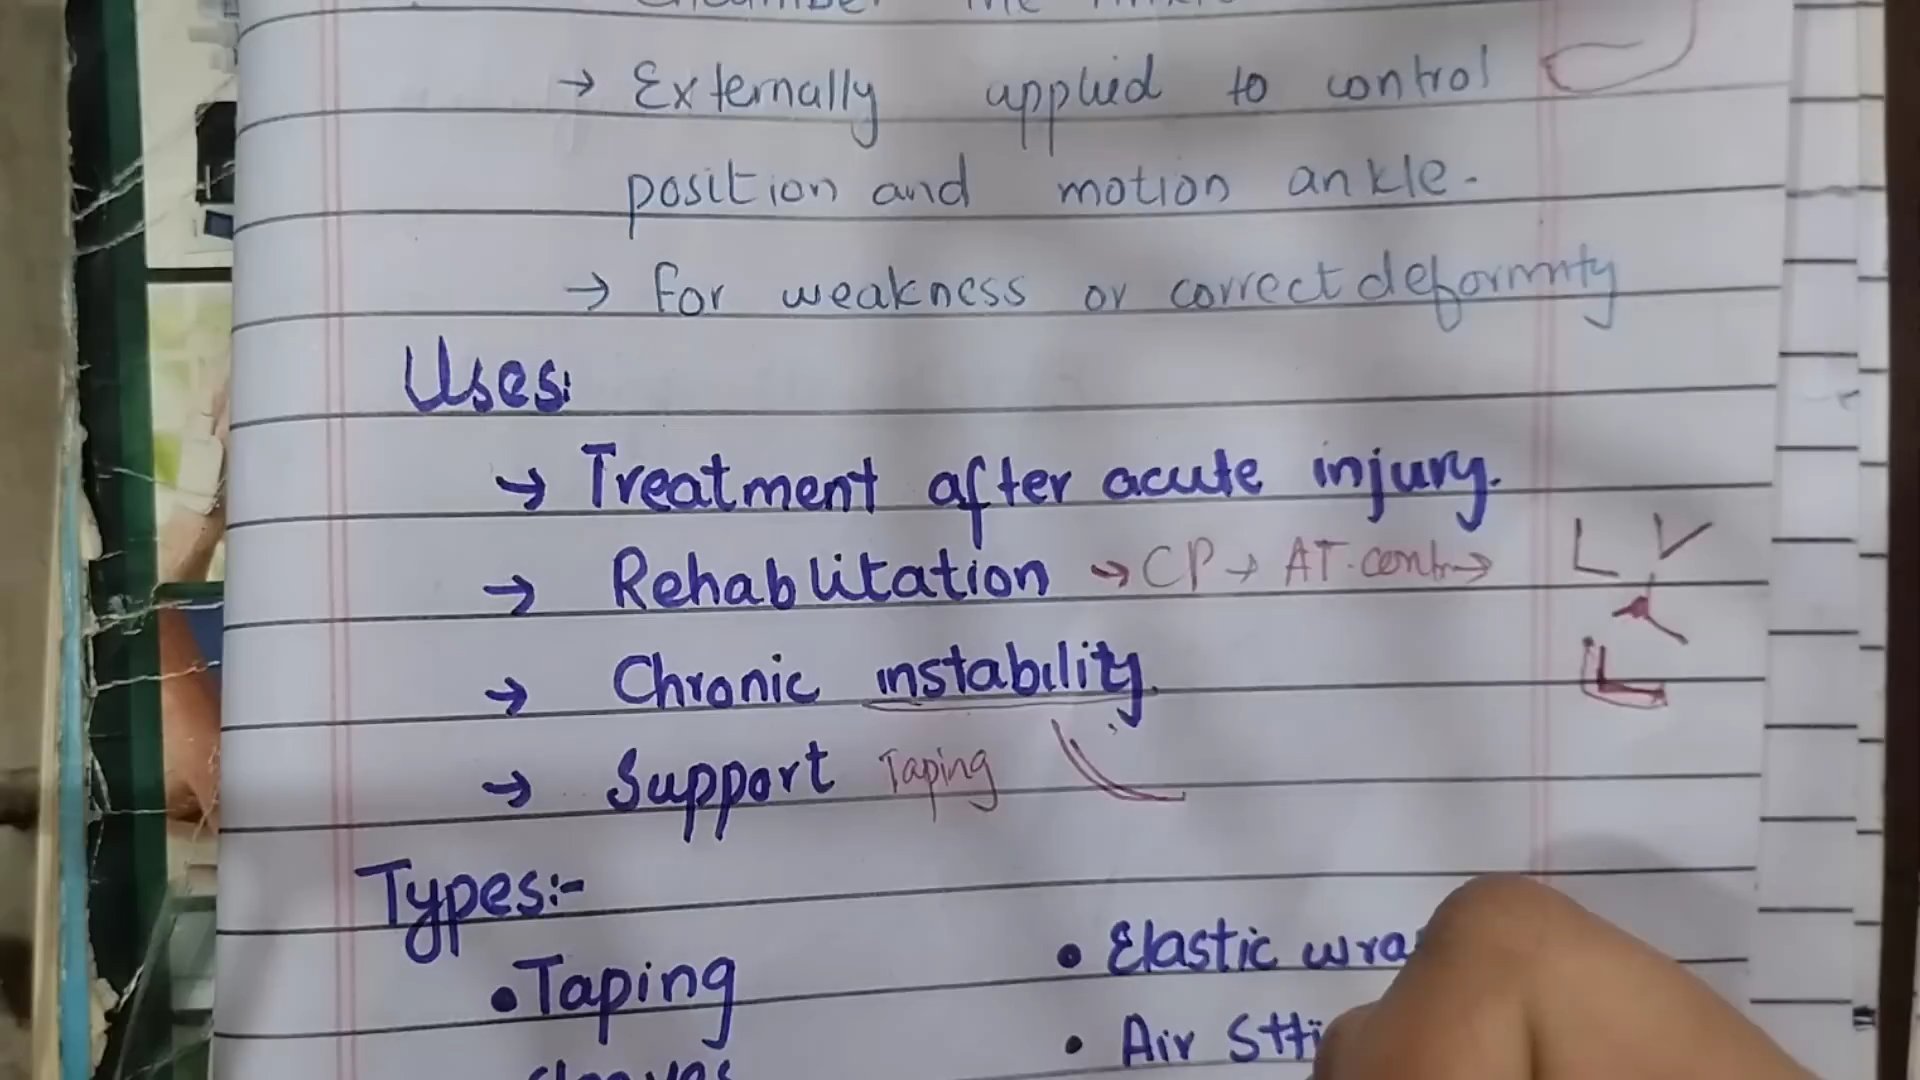 → Externally applied to control
position and motion ankle.
→ For weakness or correct deformity
Uses:
→ Treatment after acute injury.
→ Rehablitation → CP → AT. contr →
→ Chronic instability.
→ Support Taping
Types:-
• Taping • Elastic
• Air